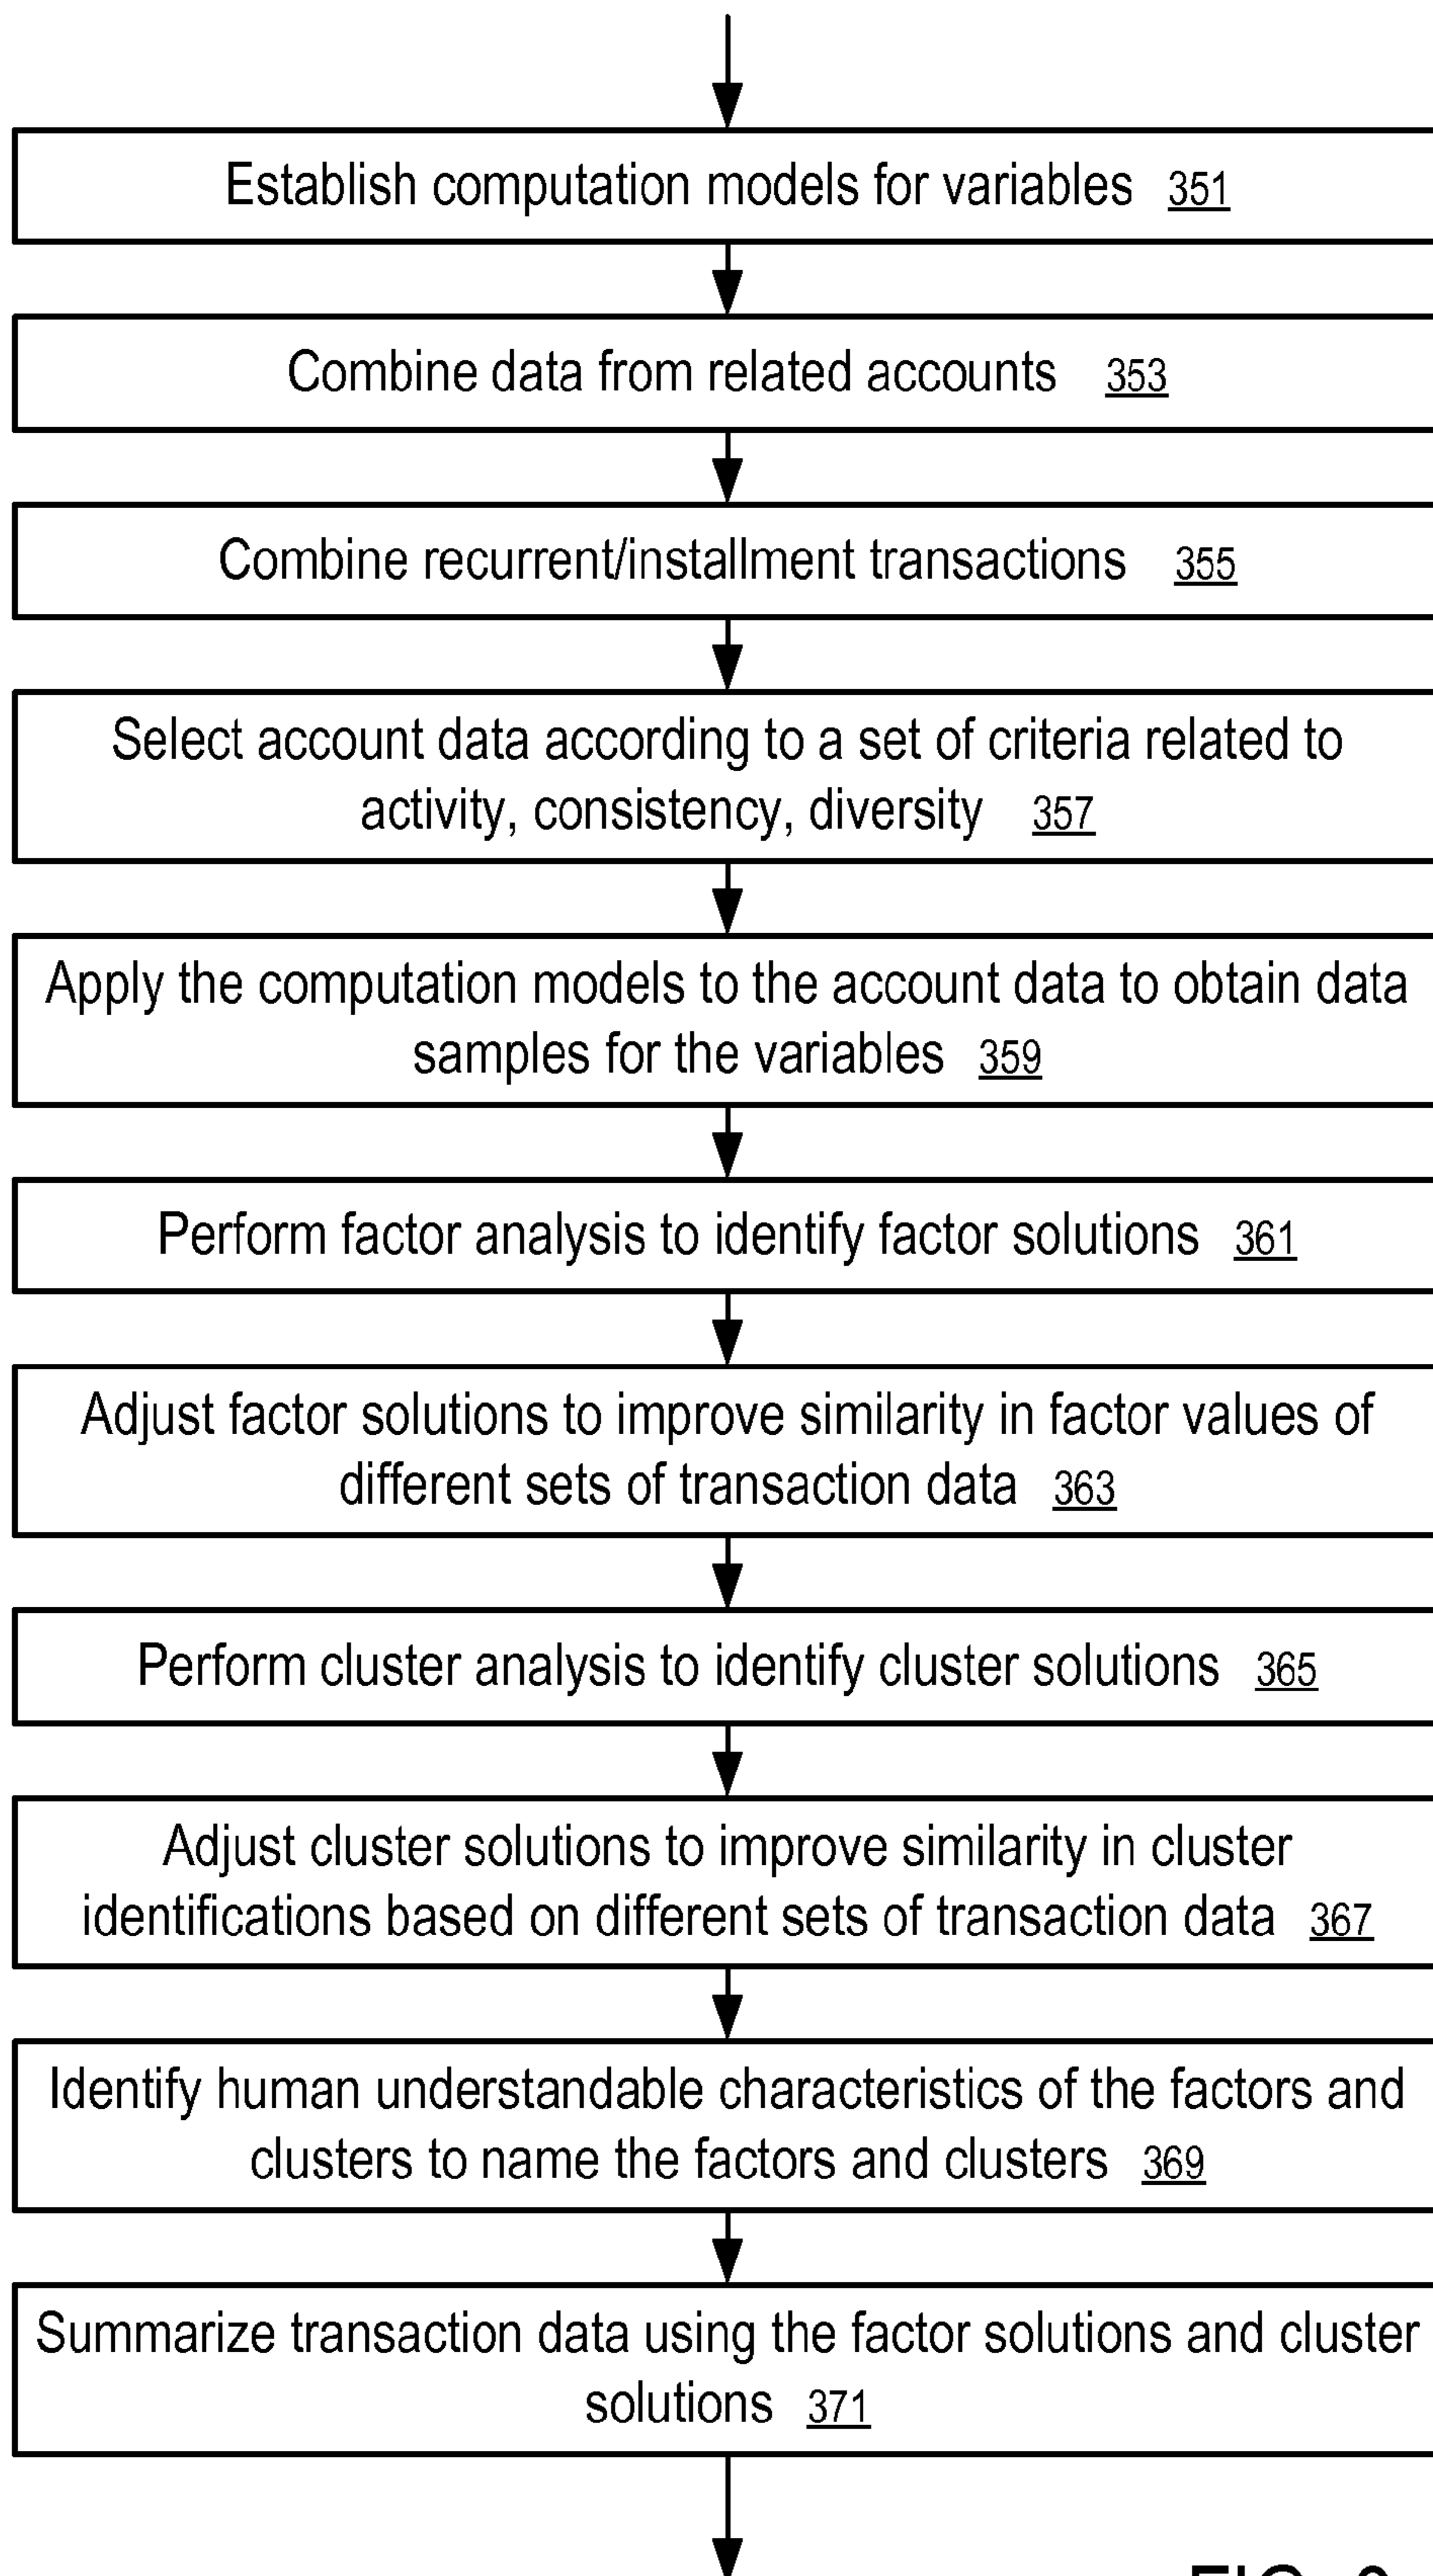 Establish computation models for variables 351
Combine data from related accounts 353
Combine recurrent/installment transactions 355
Select account data according to a set of criteria related to
activity, consistency, diversity 357
Apply the computation models to the account data to obtain data
samples for the variables 359
Perform factor analysis to identify factor solutions 361
Adjust factor solutions to improve similarity in factor values of
different sets of transaction data 363
Perform cluster analysis to identify cluster solutions 365
Adjust cluster solutions to improve similarity in cluster
identifications based on different sets of transaction data 367
Identify human understandable characteristics of the factors and
clusters to name the factors and clusters 369
Summarize transaction data using the factor solutions and cluster
solutions 371